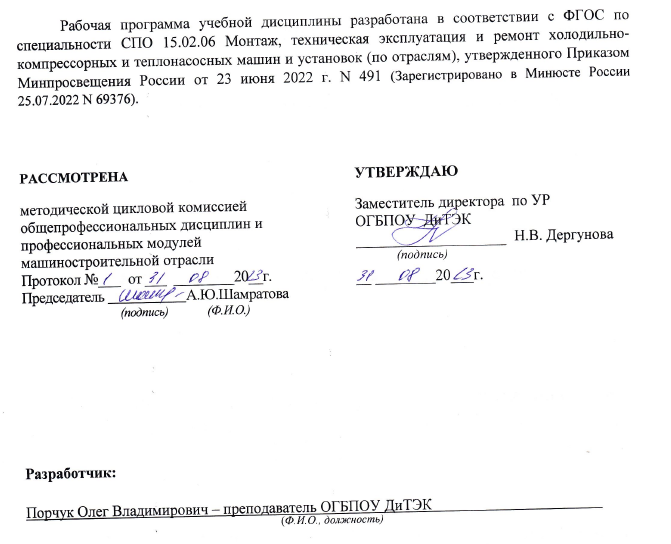 Рабочая программа учебной дисциплины разработана в соответствии с ФГОС по
специальности СПО 15.02.06 Монтаж, техническая эксплуатация и ремонт холодильно-
компрессорных и теплонасосных машин и установок (по отраслям), утвержденного Приказом
Минпросвещения России от 23 июня 2022 г. N 491 (Зарегистрировано в Минюсте России
25.07.2022 N 69376).
РАССМОТРЕНА
методической цикловой комиссией
общепрофессиональных дисциплин и
профессиональных модулей
машиностроительной отрасли
Протокол № 1 от 31 08 2023г.
Председатель А.Ю.Шамратова
(подпись) (Ф.И.О.)
УТВЕРЖДАЮ
Заместитель директора по УР
ОГБПОУ ДиТЭК
Н.В. Дергунова
(подпись)
31 08 2023г.
Разработчик:
Порчук Олег Владимирович – преподаватель ОГБПОУ ДиТЭК
(Ф.И.О., должность)